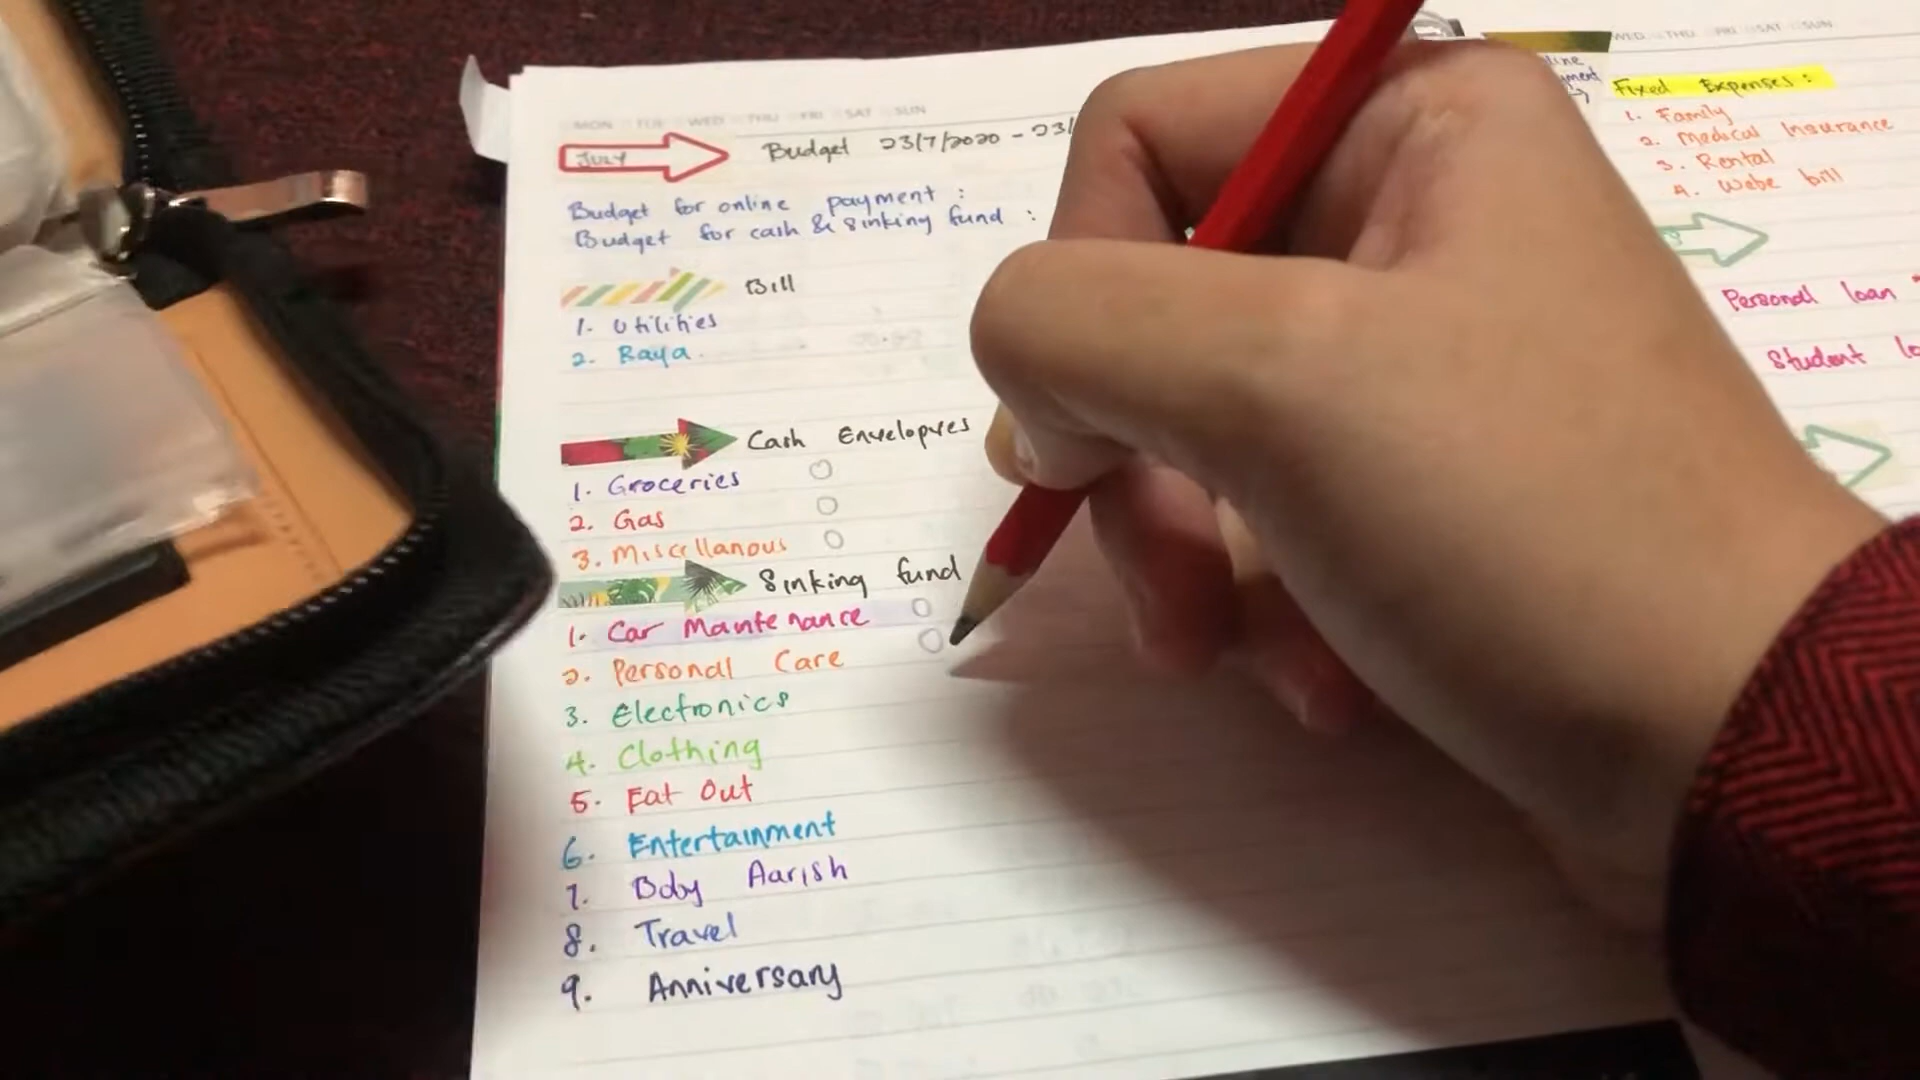 MON TUE WED THU FRI SAT SUN
JULY
Budget 23/7/2020 - 23/
Budget for online payment :
Budget for cash & Sinking fund :
Bill
1. Utilities
2. Raya.
Cash Envelopres
1. Groceries
2. Gas
3. Miscellanous
Sinking fund
1. Car Maintenance
2. Personal Care
3. Electronics
4. Clothing
5. Eat Out
6. Entertainment
7. Baby Aarish
8. Travel
9. Anniversary
WED THU FRI SAT SUN
Fixed Expenses :
1. Family
2. Medical Insurance
3. Rental
4. Webe bill
Personal loan
Student